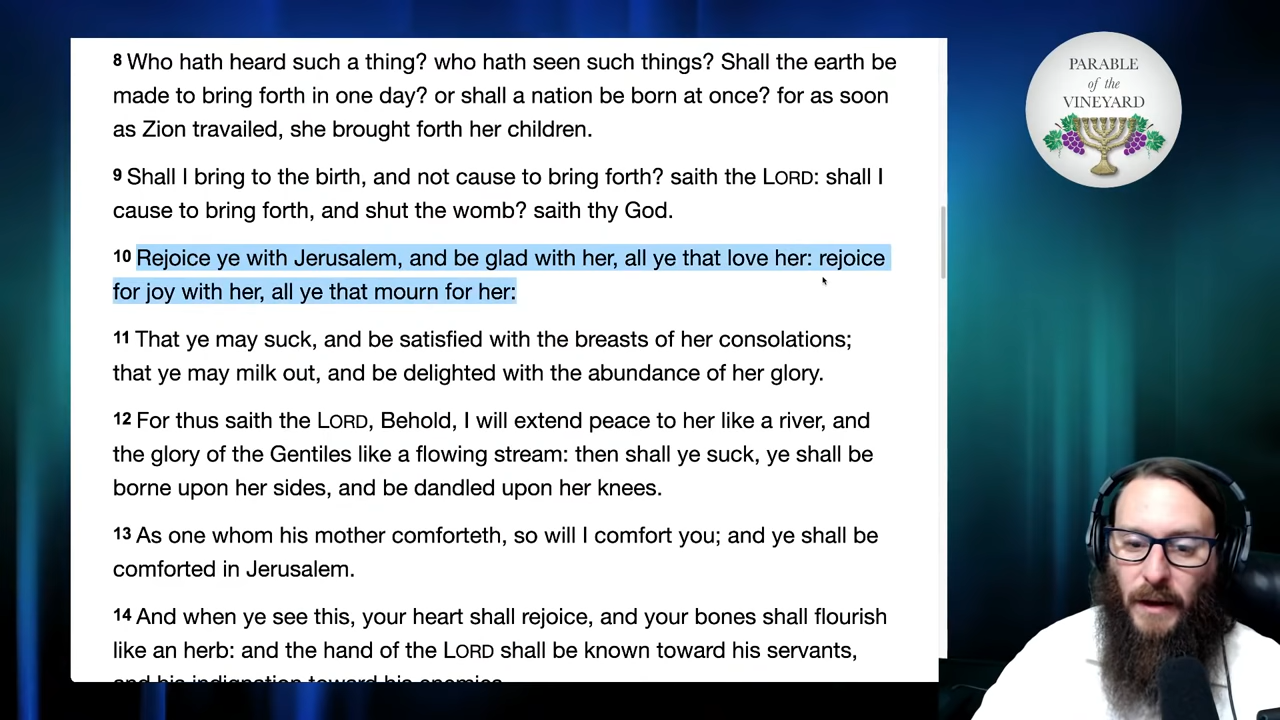 8 Who hath heard such a thing? who hath seen such things? Shall the earth be
made to bring forth in one day? or shall a nation be born at once? for as soon
as Zion travailed, she brought forth her children.
9 Shall I bring to the birth, and not cause to bring forth? saith the LORD: shall I
cause to bring forth, and shut the womb? saith thy God.
10 Rejoice ye with Jerusalem, and be glad with her, all ye that love her: rejoice
for joy with her, all ye that mourn for her:
11 That ye may suck, and be satisfied with the breasts of her consolations;
that ye may milk out, and be delighted with the abundance of her glory.
12 For thus saith the LORD, Behold, I will extend peace to her like a river, and
the glory of the Gentiles like a flowing stream: then shall ye suck, ye shall be
borne upon her sides, and be dandled upon her knees.
13 As one whom his mother comforteth, so will I comfort you; and ye shall be
comforted in Jerusalem.
14 And when ye see this, your heart shall rejoice, and your bones shall flourish
like an herb: and the hand of the LORD shall be known toward his servants,
and his indignation toward his enemies
PARABLE
of the
VINEYARD